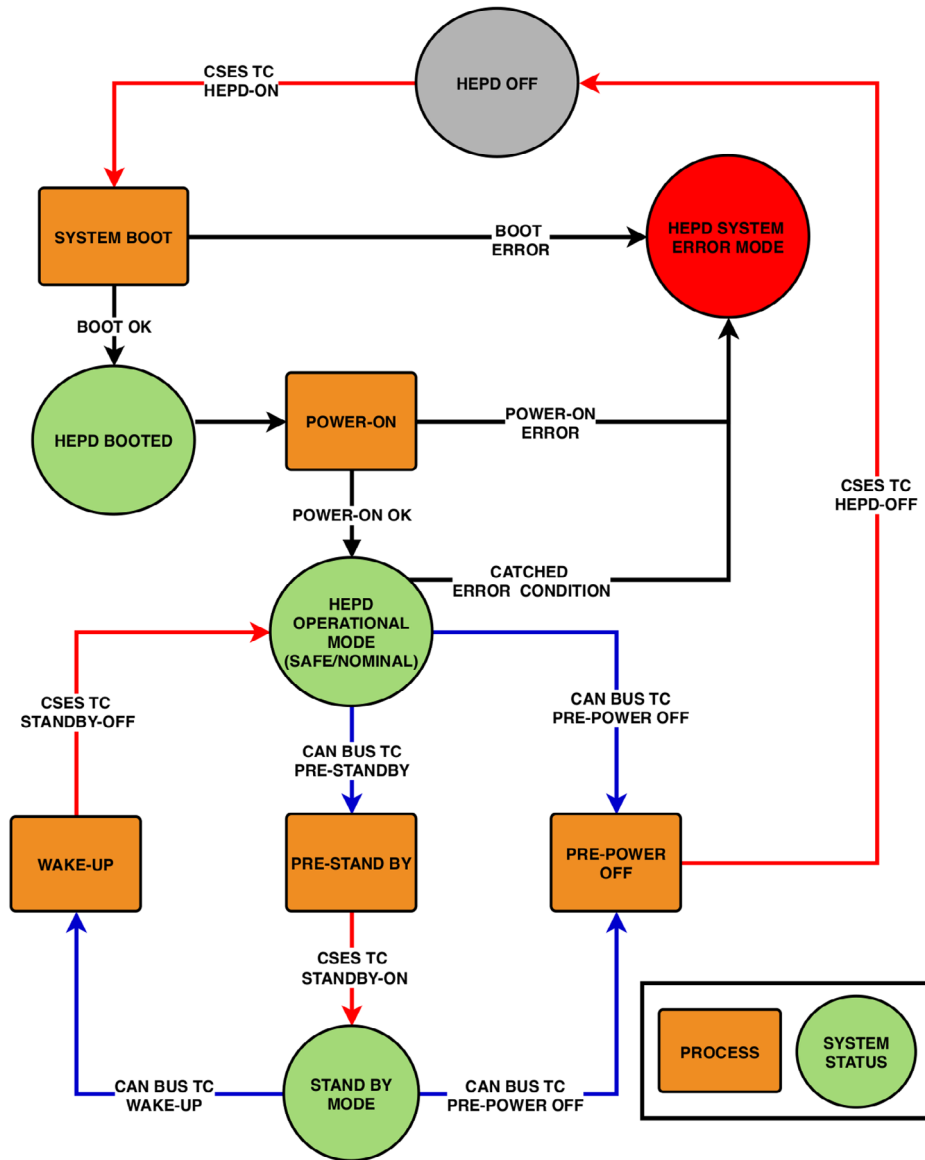 CSES TC
HEPD-ON
HEPD OFF
SYSTEM BOOT
BOOT
ERROR
HEPD SYSTEM
ERROR MODE
BOOT OK
HEPD BOOTED
POWER-ON
POWER-ON
ERROR
CSES TC
HEPD-OFF
POWER-ON OK
CATCHED
ERROR CONDITION
HEPD
OPERATIONAL
MODE
(SAFE/NOMINAL)
CSES TC
STANDBY-OFF
CAN BUS TC
PRE-STANDBY
CAN BUS TC
PRE-POWER OFF
WAKE-UP
PRE-STAND BY
PRE-POWER
OFF
CSES TC
STANDBY-ON
CAN BUS TC
WAKE-UP
STAND BY
MODE
CAN BUS TC
PRE-POWER OFF
PROCESS
SYSTEM
STATUS